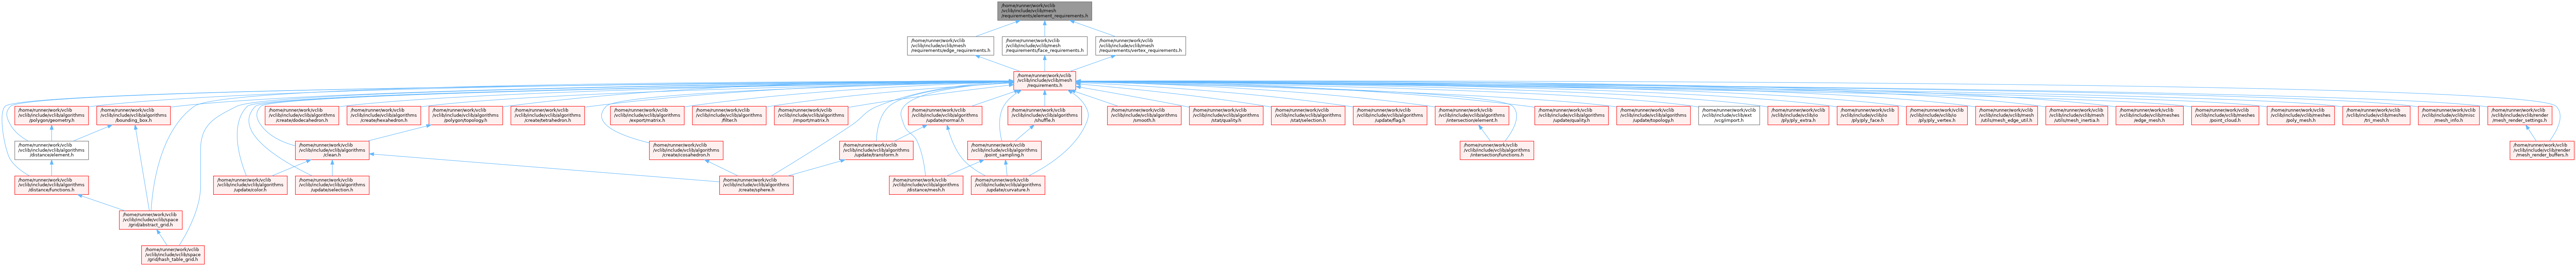 /home/runner/work/vclib
/vclib/include/vclib/mesh
/requirements/element_requirements.h
/home/runner/work/vclib
/vclib/include/vclib/mesh
/requirements/edge_requirements.h
/home/runner/work/vclib
/vclib/include/vclib/mesh
/requirements/face_requirements.h
/home/runner/work/vclib
/vclib/include/vclib/mesh
/requirements/vertex_requirements.h
/home/runner/work/vclib
/vclib/include/vclib/mesh
/requirements.h
/home/runner/work/vclib
/vclib/include/vclib/algorithms
/polygon/geometry.h
/home/runner/work/vclib
/vclib/include/vclib/algorithms
/bounding_box.h
/home/runner/work/vclib
/vclib/include/vclib/algorithms
/create/dodecahedron.h
/home/runner/work/vclib
/vclib/include/vclib/algorithms
/create/hexahedron.h
/home/runner/work/vclib
/vclib/include/vclib/algorithms
/polygon/topology.h
/home/runner/work/vclib
/vclib/include/vclib/algorithms
/create/tetrahedron.h
/home/runner/work/vclib
/vclib/include/vclib/algorithms
/export/matrix.h
/home/runner/work/vclib
/vclib/include/vclib/algorithms
/filter.h
/home/runner/work/vclib
/vclib/include/vclib/algorithms
/import/matrix.h
/home/runner/work/vclib
/vclib/include/vclib/algorithms
/update/normal.h
/home/runner/work/vclib
/vclib/include/vclib/algorithms
/shuffle.h
/home/runner/work/vclib
/vclib/include/vclib/algorithms
/smooth.h
/home/runner/work/vclib
/vclib/include/vclib/algorithms
/stat/quality.h
/home/runner/work/vclib
/vclib/include/vclib/algorithms
/stat/selection.h
/home/runner/work/vclib
/vclib/include/vclib/algorithms
/update/flag.h
/home/runner/work/vclib
/vclib/include/vclib/algorithms
/intersection/element.h
/home/runner/work/vclib
/vclib/include/vclib/algorithms
/update/quality.h
/home/runner/work/vclib
/vclib/include/vclib/algorithms
/update/topology.h
/home/runner/work/vclib
/vclib/include/vclib/ext
/vcg/import.h
/home/runner/work/vclib
/vclib/include/vclib/io
/ply/ply_extra.h
/home/runner/work/vclib
/vclib/include/vclib/io
/ply/ply_face.h
/home/runner/work/vclib
/vclib/include/vclib/io
/ply/ply_vertex.h
/home/runner/work/vclib
/vclib/include/vclib/mesh
/utils/mesh_edge_util.h
/home/runner/work/vclib
/vclib/include/vclib/mesh
/utils/mesh_inertia.h
/home/runner/work/vclib
/vclib/include/vclib/meshes
/edge_mesh.h
/home/runner/work/vclib
/vclib/include/vclib/meshes
/point_cloud.h
/home/runner/work/vclib
/vclib/include/vclib/meshes
/poly_mesh.h
/home/runner/work/vclib
/vclib/include/vclib/meshes
/tri_mesh.h
/home/runner/work/vclib
/vclib/include/vclib/misc
/mesh_info.h
/home/runner/work/vclib
/vclib/include/vclib/render
/mesh_render_settings.h
/home/runner/work/vclib
/vclib/include/vclib/algorithms
/distance/element.h
/home/runner/work/vclib
/vclib/include/vclib/algorithms
/clean.h
/home/runner/work/vclib
/vclib/include/vclib/algorithms
/create/icosahedron.h
/home/runner/work/vclib
/vclib/include/vclib/algorithms
/update/transform.h
/home/runner/work/vclib
/vclib/include/vclib/algorithms
/point_sampling.h
/home/runner/work/vclib
/vclib/include/vclib/algorithms
/intersection/functions.h
/home/runner/work/vclib
/vclib/include/vclib/render
/mesh_render_buffers.h
/home/runner/work/vclib
/vclib/include/vclib/algorithms
/distance/functions.h
/home/runner/work/vclib
/vclib/include/vclib/algorithms
/update/color.h
/home/runner/work/vclib
/vclib/include/vclib/algorithms
/update/selection.h
/home/runner/work/vclib
/vclib/include/vclib/algorithms
/create/sphere.h
/home/runner/work/vclib
/vclib/include/vclib/algorithms
/distance/mesh.h
/home/runner/work/vclib
/vclib/include/vclib/algorithms
/update/curvature.h
/home/runner/work/vclib
/vclib/include/vclib/space
/grid/abstract_grid.h
/home/runner/work/vclib
/vclib/include/vclib/space
/grid/hash_table_grid.h